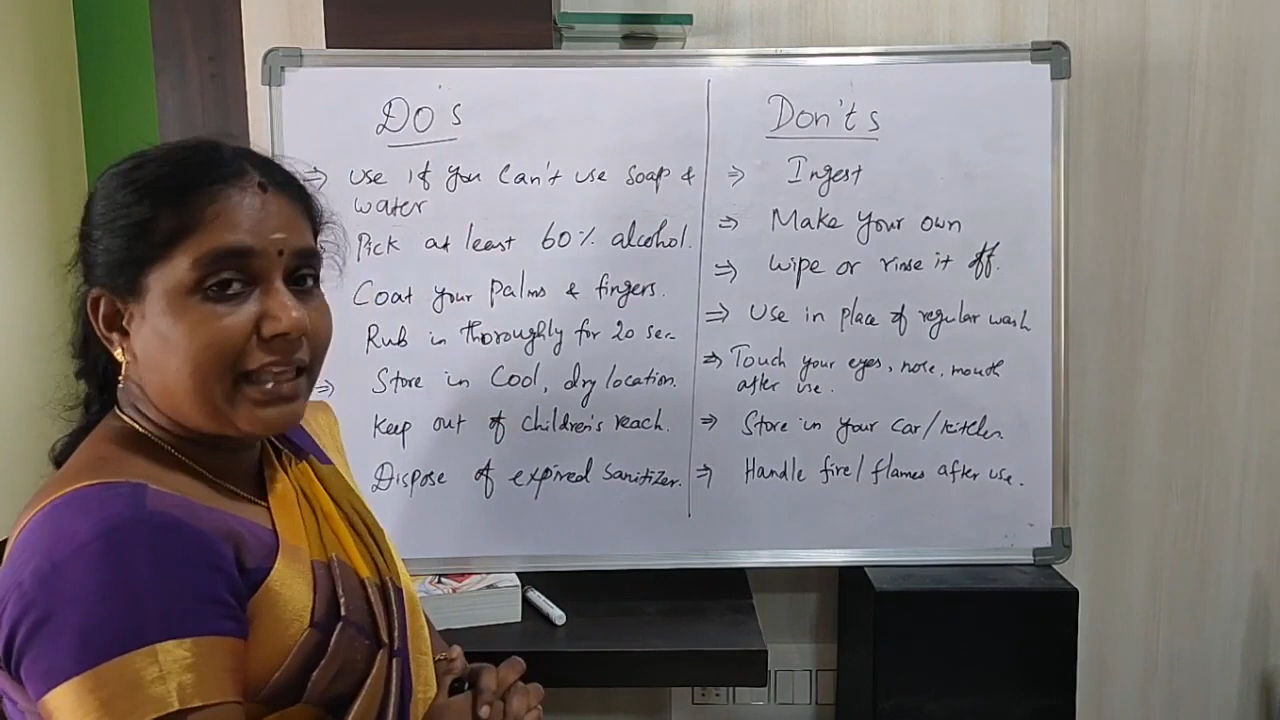 Do's
⇒ Use if you Can't use Soap &
water
Pick at least 60% alcohol.
Coat your palms & fingers.
Rub in thoroughly for 20 sec
⇒ Store in Cool, dry location.
Keep out of children's reach.
Dispose of expired Sanitizer.
Don'ts
⇒ Ingest
⇒ Make your own
⇒ Wipe or rinse it off.
⇒ Use in place of regular wash
⇒ Touch your eyes, nose, mouth
after use.
⇒ Store in your car/kitchen.
⇒ Handle fire/flames after use.